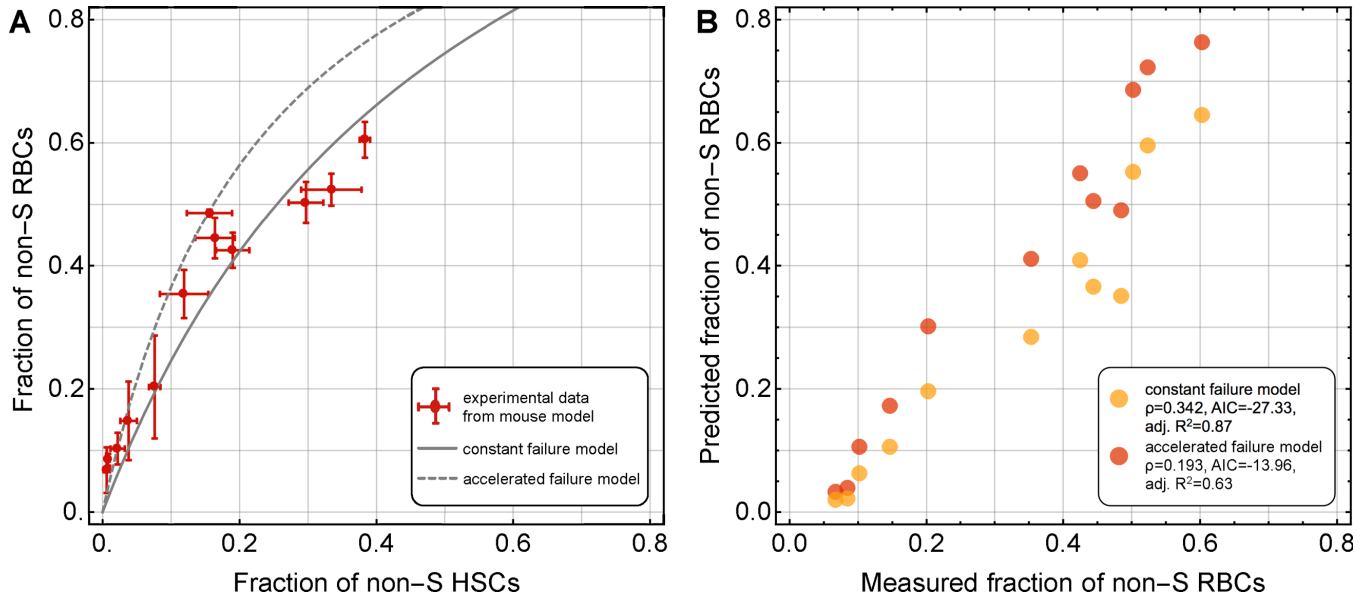 A
Fraction of non–S RBCs
0.8
0.6
0.4
0.2
0.
0.
0.2
0.4
0.6
0.8
Fraction of non–S HSCs
experimental data
from mouse model
constant failure model
accelerated failure model
B
Predicted fraction of non–S RBCs
0.8
0.6
0.4
0.2
0.0
0.0
0.2
0.4
0.6
0.8
Measured fraction of non–S RBCs
constant failure model
ρ=0.342, AIC=-27.33,
adj. R²=0.87
accelerated failure model
ρ=0.193, AIC=-13.96,
adj. R²=0.63